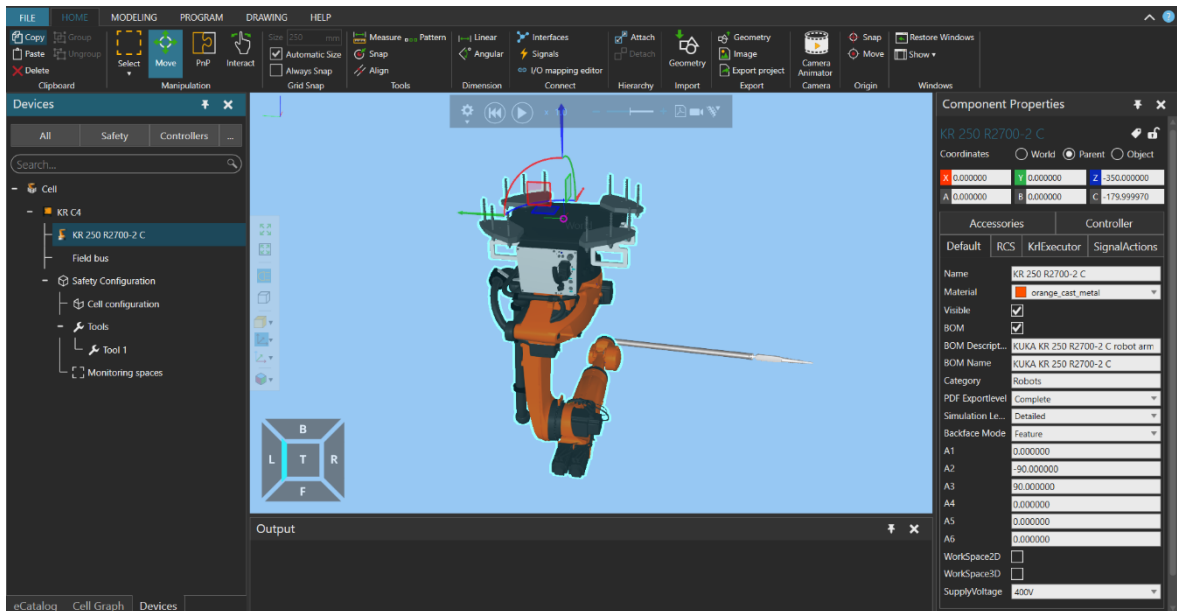 FILE HOME MODELING PROGRAM DRAWING HELP
Copy Group Size 250 mm Measure Pattern Linear Interfaces Attach Geometry Snap Restore Windows
Paste Ungroup Automatic Size Snap Angular Signals Detach Image Move Show
Delete Select Move PnP Interact Always Snap Align I/O mapping editor Geometry Export project Camera Animator
Clipboard Manipulation Grid Snap Tools Dimension Connect Hierarchy Import Export Camera Origin Windows
Devices
All Safety Controllers ...
Search...
Cell
KR C4
KR 250 R2700-2 C
Field bus
Safety Configuration
Cell configuration
Tools
Tool 1
Monitoring spaces
eCatalog Cell Graph Devices
B
L T R
F
Output
Component Properties
KR 250 R2700-2 C
Coordinates World Parent Object
X 0.000000 Y 0.000000 Z -350.000000
A 0.000000 B 0.000000 C -179.999970
Accessories Controller
Default RCS KrlExecutor SignalActions
Name KR 250 R2700-2 C
Material orange_cast_metal
Visible
BOM
BOM Descript... KUKA KR 250 R2700-2 C robot arm
BOM Name KUKA KR 250 R2700-2 C
Category Robots
PDF Exportlevel Complete
Simulation Le... Detailed
Backface Mode Feature
A1 0.000000
A2 -90.000000
A3 90.000000
A4 0.000000
A5 0.000000
A6 0.000000
WorkSpace2D
WorkSpace3D
SupplyVoltage 400V